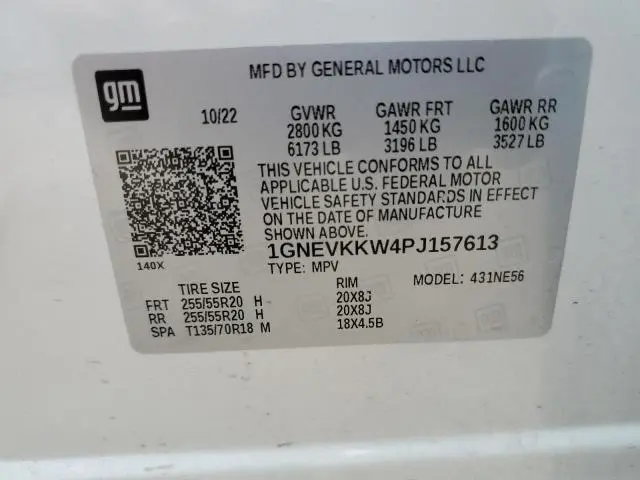 gm
MFD BY GENERAL MOTORS LLC
10/22 GVWR GAWR FRT GAWR RR
2800 KG 1450 KG 1600 KG
6173 LB 3196 LB 3527 LB
THIS VEHICLE CONFORMS TO ALL
APPLICABLE U.S. FEDERAL MOTOR
VEHICLE SAFETY STANDARDS IN EFFECT
ON THE DATE OF MANUFACTURE
SHOWN ABOVE.
1GNEVKKW4PJ157613
140X
TYPE: MPV MODEL: 431NE56
TIRE SIZE RIM
FRT 255/55R20 H 20X8J
RR 255/55R20 H 20X8J
SPA T135/70R18 M 18X4.5B